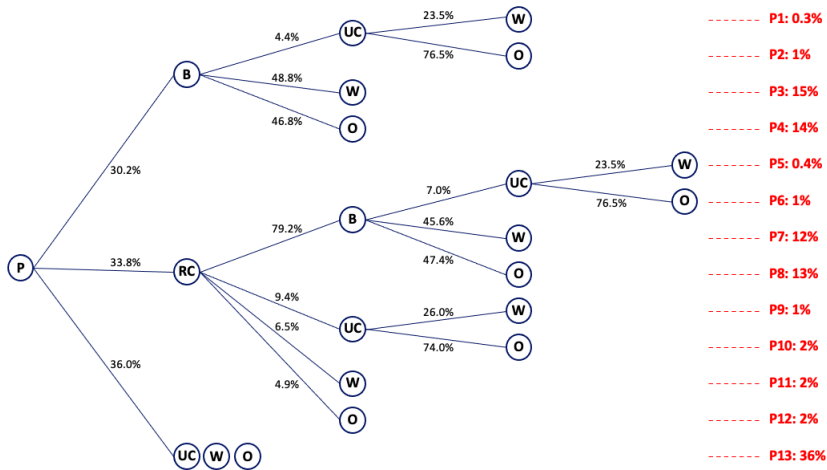 W P1: 0.3%
23.5%
4.4% UC
76.5% O P2: 1%
B
48.8% W P3: 15%
46.8% O P4: 14%
30.2%
23.5% W P5: 0.4%
7.0% UC
76.5% O P6: 1%
79.2% B
45.6% W P7: 12%
47.4% O P8: 13%
P 33.8% RC
9.4% 26.0% W P9: 1%
UC
6.5% 74.0% O P10: 2%
4.9% W P11: 2%
36.0%
O P12: 2%
UC W O P13: 36%